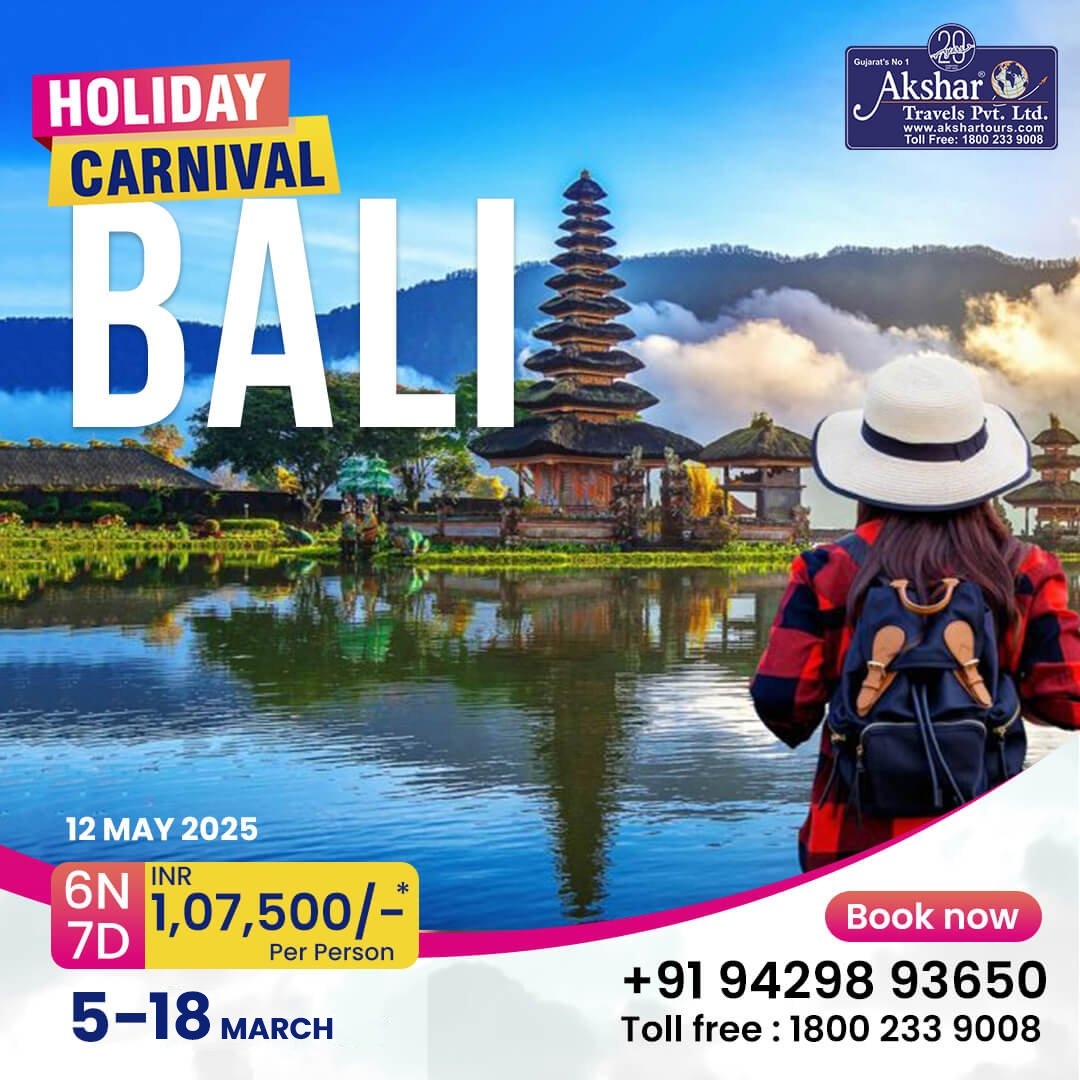 HOLIDAY
CARNIVAL
BALI
20
Gujarat's No 1
Akshar®
Travels Pvt. Ltd.
www.akshartours.com
Toll Free: 1800 233 9008
12 MAY 2025
6N
7D
INR
1,07,500/-*
Per Person
5-18 MARCH
Book now
+91 94298 93650
Toll free : 1800 233 9008